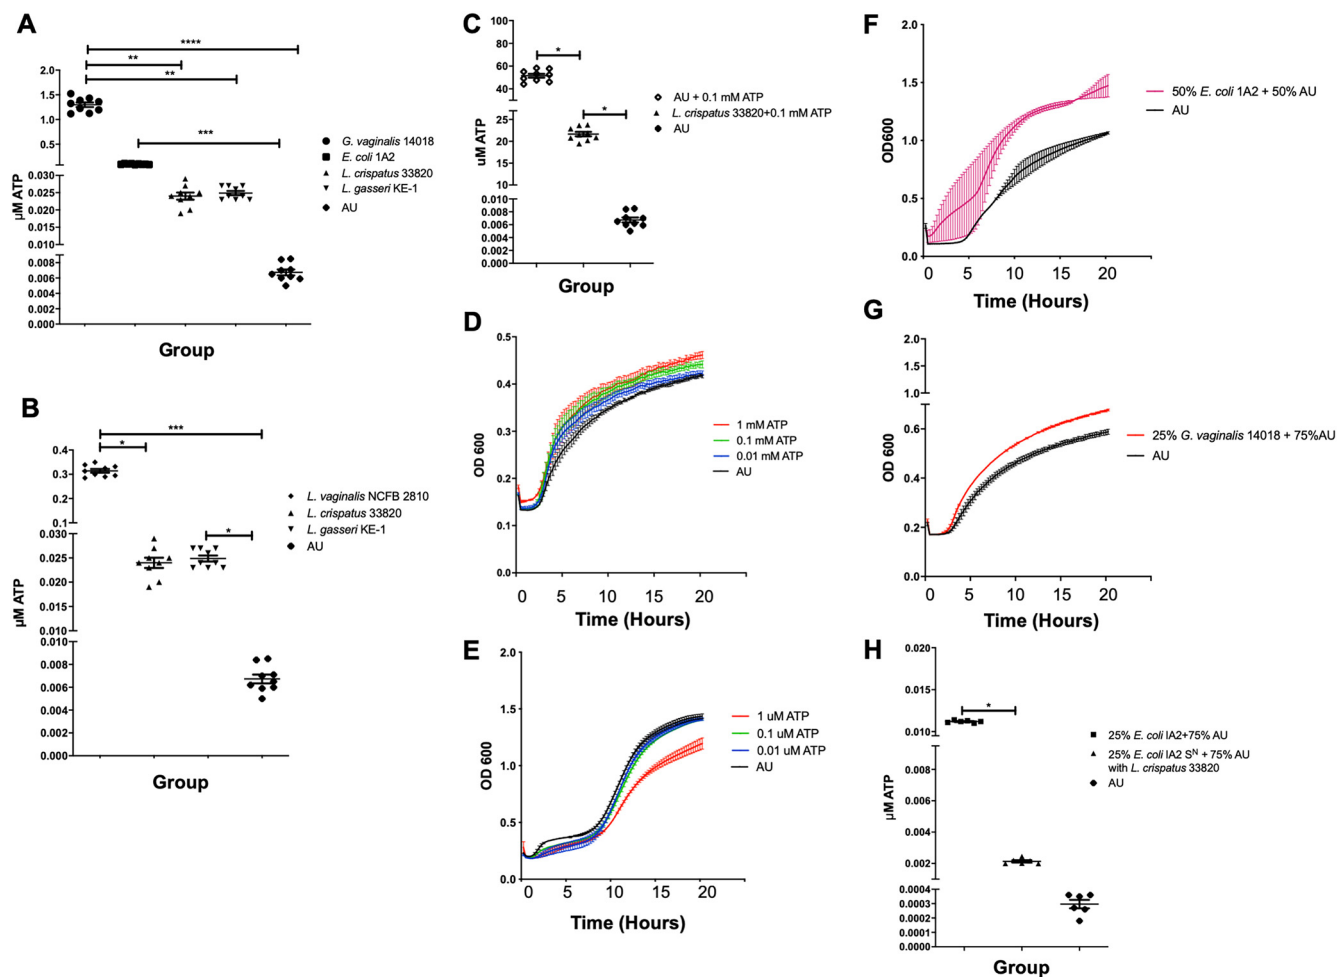 A
****
**
**
***
2.0
1.5
1.0
0.5
0.030
0.025
0.020
0.015
0.010
0.008
0.006
0.004
0.002
0.000
µM ATP
Group
G. vaginalis 14018
E. coli 1A2
L. crispatus 33820
L. gasseri KE-1
AU
B
***
*
*
0.4
0.3
0.2
0.1
0.030
0.025
0.020
0.015
0.010
0.010
0.008
0.006
0.004
0.002
0.000
µM ATP
Group
L. vaginalis NCFB 2810
L. crispatus 33820
L. gasseri KE-1
AU
C
*
*
100
80
60
40
30
25
20
15
10
0.010
0.008
0.006
0.004
0.002
0.000
uM ATP
Group
AU + 0.1 mM ATP
L. crispatus 33820+0.1 mM ATP
AU
D
0.5
0.4
0.3
0.2
0.1
0.0
OD 600
0 5 10 15 20
Time (Hours)
1 mM ATP
0.1 mM ATP
0.01 mM ATP
AU
E
2.0
1.5
1.0
0.5
0.0
OD 600
0 5 10 15 20
Time (Hours)
1 uM ATP
0.1 uM ATP
0.01 uM ATP
AU
F
2.0
1.5
1.0
0.5
0.0
OD600
0 5 10 15 20
Time (Hours)
50% E. coli 1A2 + 50% AU
AU
G
2.0
1.5
1.0
0.6
0.4
0.2
0.0
OD 600
0 5 10 15 20
Time (Hours)
25% G. vaginalis 14018 + 75%AU
AU
H
*
0.020
0.015
0.010
0.010
0.008
0.006
0.004
0.002
0.0004
0.0003
0.0002
0.0001
0.0000
µM ATP
Group
25% E. coli IA2+75% AU
25% E. coli IA2 Sᴺ + 75% AU
with L. crispatus 33820
AU